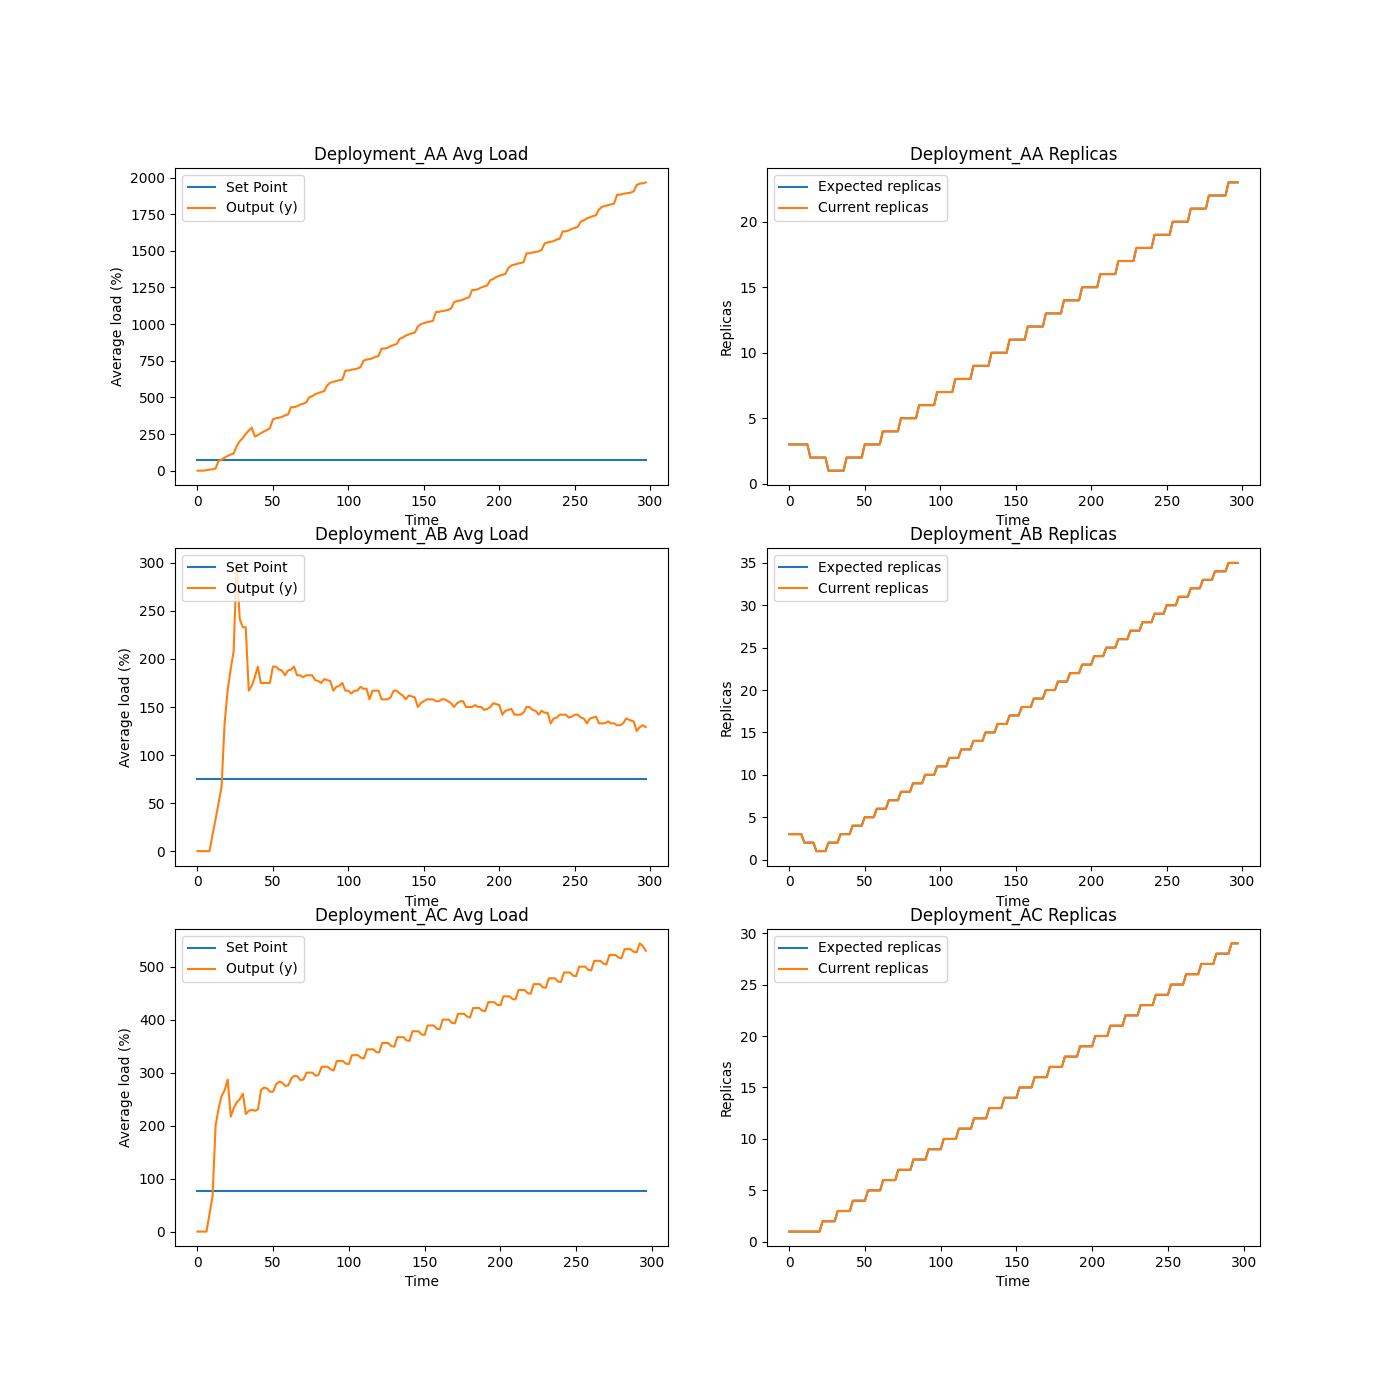 Deployment_AA Avg Load
Set Point
Output (y)
Average load (%)
2000
1750
1500
1250
1000
750
500
250
0
0 50 100 150 200 250 300
Time
Deployment_AA Replicas
Expected replicas
Current replicas
Replicas
20
15
10
5
0
0 50 100 150 200 250 300
Time
Deployment_AB Avg Load
Set Point
Output (y)
Average load (%)
300
250
200
150
100
50
0
0 50 100 150 200 250 300
Time
Deployment_AB Replicas
Expected replicas
Current replicas
Replicas
35
30
25
20
15
10
5
0
0 50 100 150 200 250 300
Time
Deployment_AC Avg Load
Set Point
Output (y)
Average load (%)
500
400
300
200
100
0
0 50 100 150 200 250 300
Time
Deployment_AC Replicas
Expected replicas
Current replicas
Replicas
30
25
20
15
10
5
0
0 50 100 150 200 250 300
Time